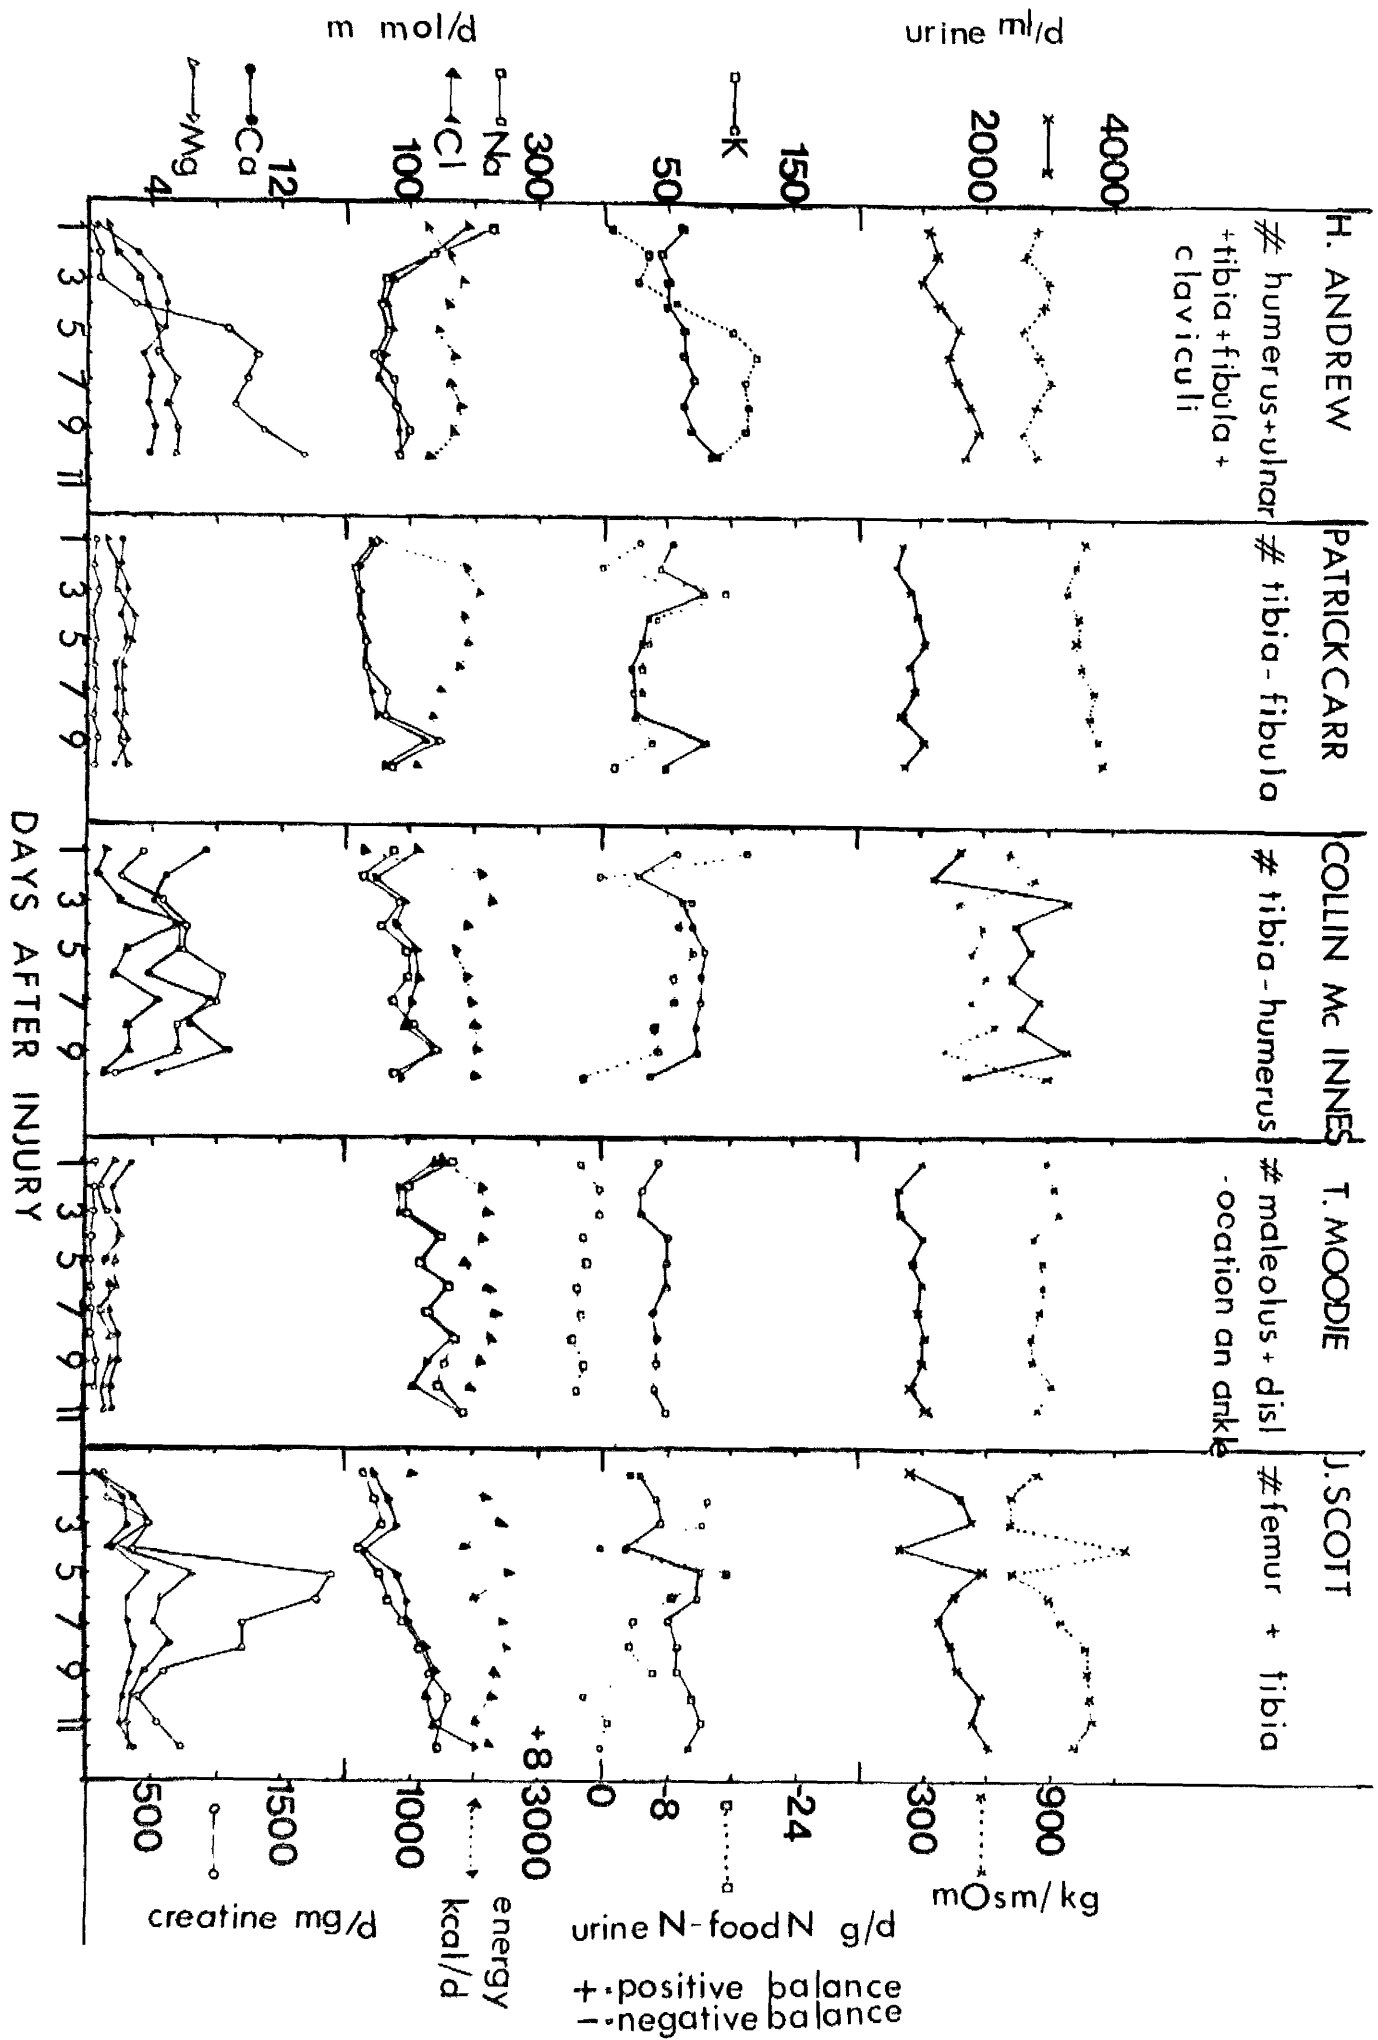 H. ANDREW
# humerus+ulnar
+tibia+fibula+
claviculi
PATRICK CARR
# tibia-fibula
COLLIN Mc INNES
# tibia-humerus
T. MOODIE
# maleolus+disl
-ocation an ankle
J. SCOTT
# femur + tibia
urine ml/d
4000
2000
150
K
50
m mol/d
300
Na
Cl
100
12
Ca
Mg
4
1 3 5 7 9 11
1 3 5 7 9
1 3 5 7 9
1 3 5 7 9 11
1 3 5 7 9 11
DAYS AFTER INJURY
900
300
mOsm/kg
-24
-8
0
urine N-food N g/d
+•positive balance
-•negative balance
+8
3000
1000
energy
kcal/d
1500
500
creatine mg/d